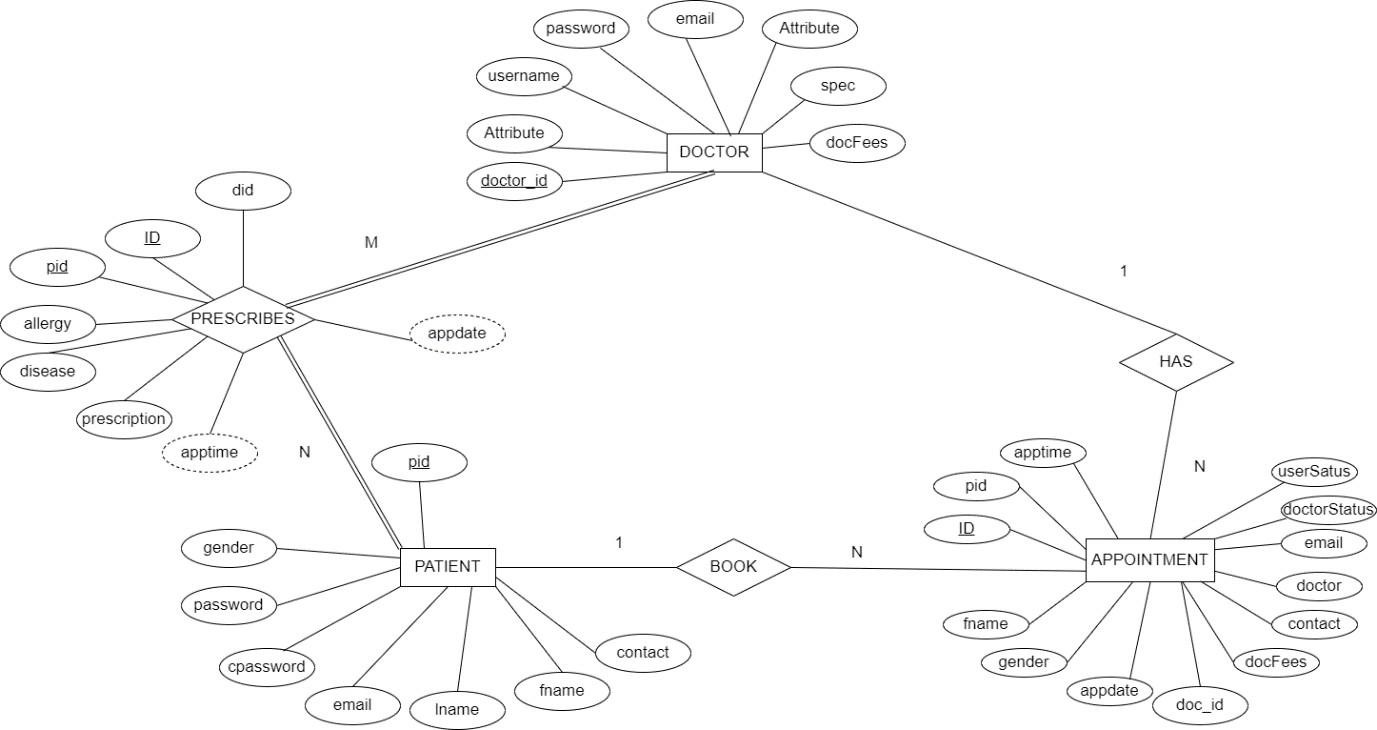 email
password
Attribute
username
spec
Attribute
docFees
DOCTOR
doctor_id
did
ID
M
pid
1
PRESCRIBES
allergy
appdate
HAS
disease
prescription
apptime
N
pid
apptime
N
userSatus
pid
doctorStatus
ID
email
gender
1
N
PATIENT
BOOK
APPOINTMENT
doctor
password
fname
contact
contact
cpassword
gender
docFees
fname
appdate
email
lname
doc_id